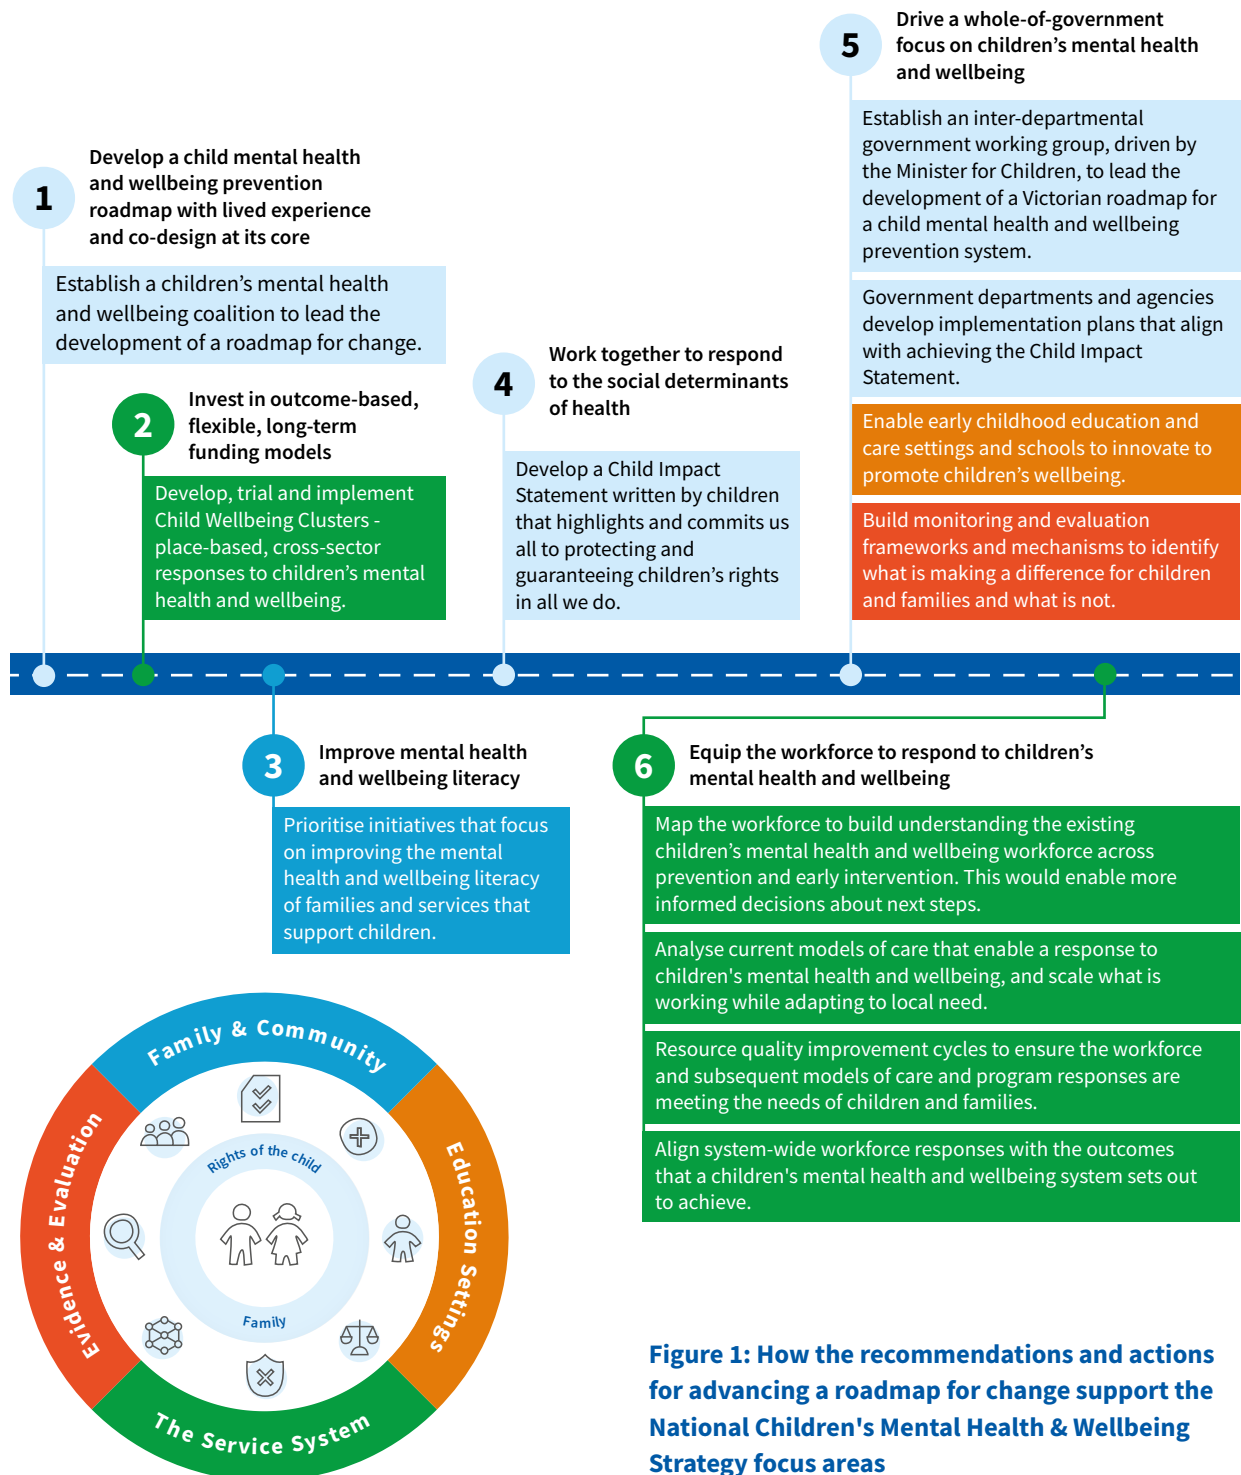 1
Develop a child mental health
and wellbeing prevention
roadmap with lived experience
and co-design at its core
Establish a children’s mental health
and wellbeing coalition to lead the
development of a roadmap for change.
2
Invest in outcome-based,
flexible, long-term
funding models
Develop, trial and implement
Child Wellbeing Clusters -
place-based, cross-sector
responses to children’s mental
health and wellbeing.
3
Improve mental health
and wellbeing literacy
Prioritise initiatives that focus
on improving the mental
health and wellbeing literacy
of families and services that
support children.
4
Work together to respond
to the social determinants
of health
Develop a Child Impact
Statement written by children
that highlights and commits us
all to protecting and
guaranteeing children’s rights
in all we do.
5
Drive a whole-of-government
focus on children’s mental health
and wellbeing
Establish an inter-departmental
government working group, driven by
the Minister for Children, to lead the
development of a Victorian roadmap for
a child mental health and wellbeing
prevention system.
Government departments and agencies
develop implementation plans that align
with achieving the Child Impact
Statement.
Enable early childhood education and
care settings and schools to innovate to
promote children’s wellbeing.
Build monitoring and evaluation
frameworks and mechanisms to identify
what is making a difference for children
and families and what is not.
6
Equip the workforce to respond to children’s
mental health and wellbeing
Map the workforce to build understanding the existing
children’s mental health and wellbeing workforce across
prevention and early intervention. This would enable more
informed decisions about next steps.
Analyse current models of care that enable a response to
children's mental health and wellbeing, and scale what is
working while adapting to local need.
Resource quality improvement cycles to ensure the workforce
and subsequent models of care and program responses are
meeting the needs of children and families.
Align system-wide workforce responses with the outcomes
that a children's mental health and wellbeing system sets out
to achieve.
Family & Community
Education Settings
The Service System
Evidence & Evaluation
Rights of the child
Family
Figure 1: How the recommendations and actions
for advancing a roadmap for change support the
National Children's Mental Health & Wellbeing
Strategy focus areas